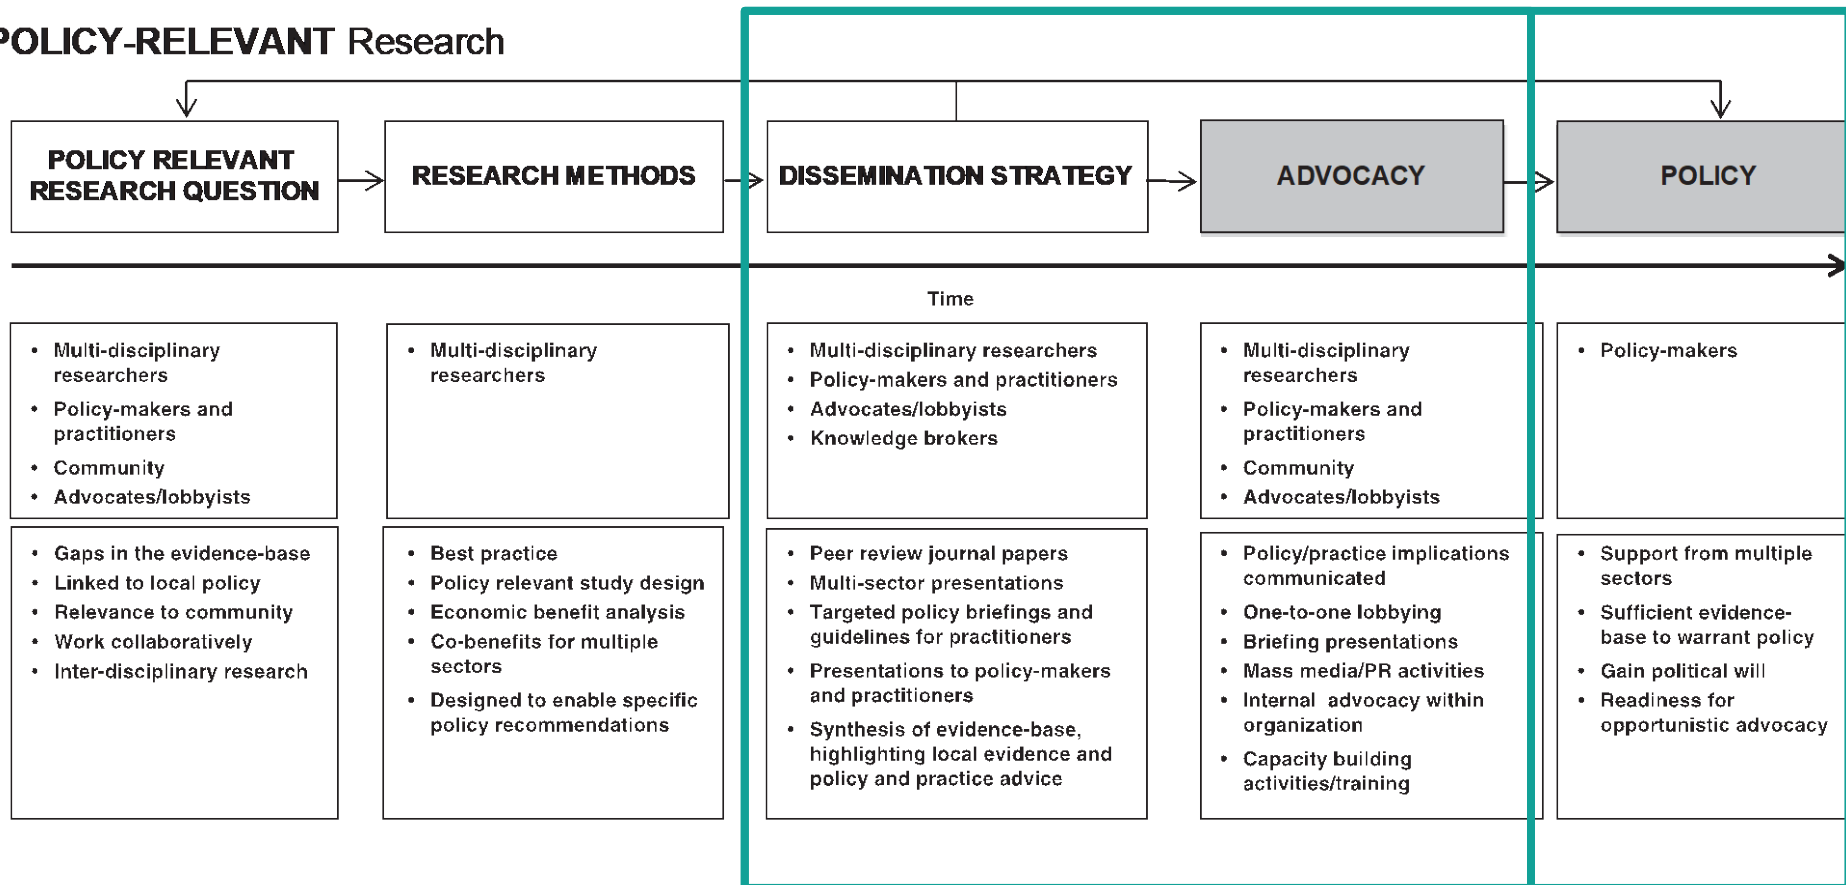 POLICY-RELEVANT Research
POLICY RELEVANT
RESEARCH QUESTION
RESEARCH METHODS
DISSEMINATION STRATEGY
ADVOCACY
POLICY
Time
• Multi-disciplinary
researchers
• Policy-makers and
practitioners
• Community
• Advocates/lobbyists
• Multi-disciplinary
researchers
• Multi-disciplinary researchers
• Policy-makers and practitioners
• Advocates/lobbyists
• Knowledge brokers
• Multi-disciplinary
researchers
• Policy-makers and
practitioners
• Community
• Advocates/lobbyists
• Policy-makers
• Gaps in the evidence-base
• Linked to local policy
• Relevance to community
• Work collaboratively
• Inter-disciplinary research
• Best practice
• Policy relevant study design
• Economic benefit analysis
• Co-benefits for multiple
sectors
• Designed to enable specific
policy recommendations
• Peer review journal papers
• Multi-sector presentations
• Targeted policy briefings and
guidelines for practitioners
• Presentations to policy-makers
and practitioners
• Synthesis of evidence-base,
highlighting local evidence and
policy and practice advice
• Policy/practice implications
communicated
• One-to-one lobbying
• Briefing presentations
• Mass media/PR activities
• Internal advocacy within
organization
• Capacity building
activities/training
• Support from multiple
sectors
• Sufficient evidence-
base to warrant policy
• Gain political will
• Readiness for
opportunistic advocacy